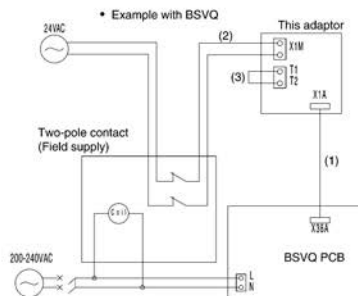 • Example with BSVQ
24VAC
This adaptor
(2)
X1M
(3)
T1
T2
X1A
Two-pole contact
(Field supply)
(1)
Coil
X38A
BSVQ PCB
200-240VAC
L
N